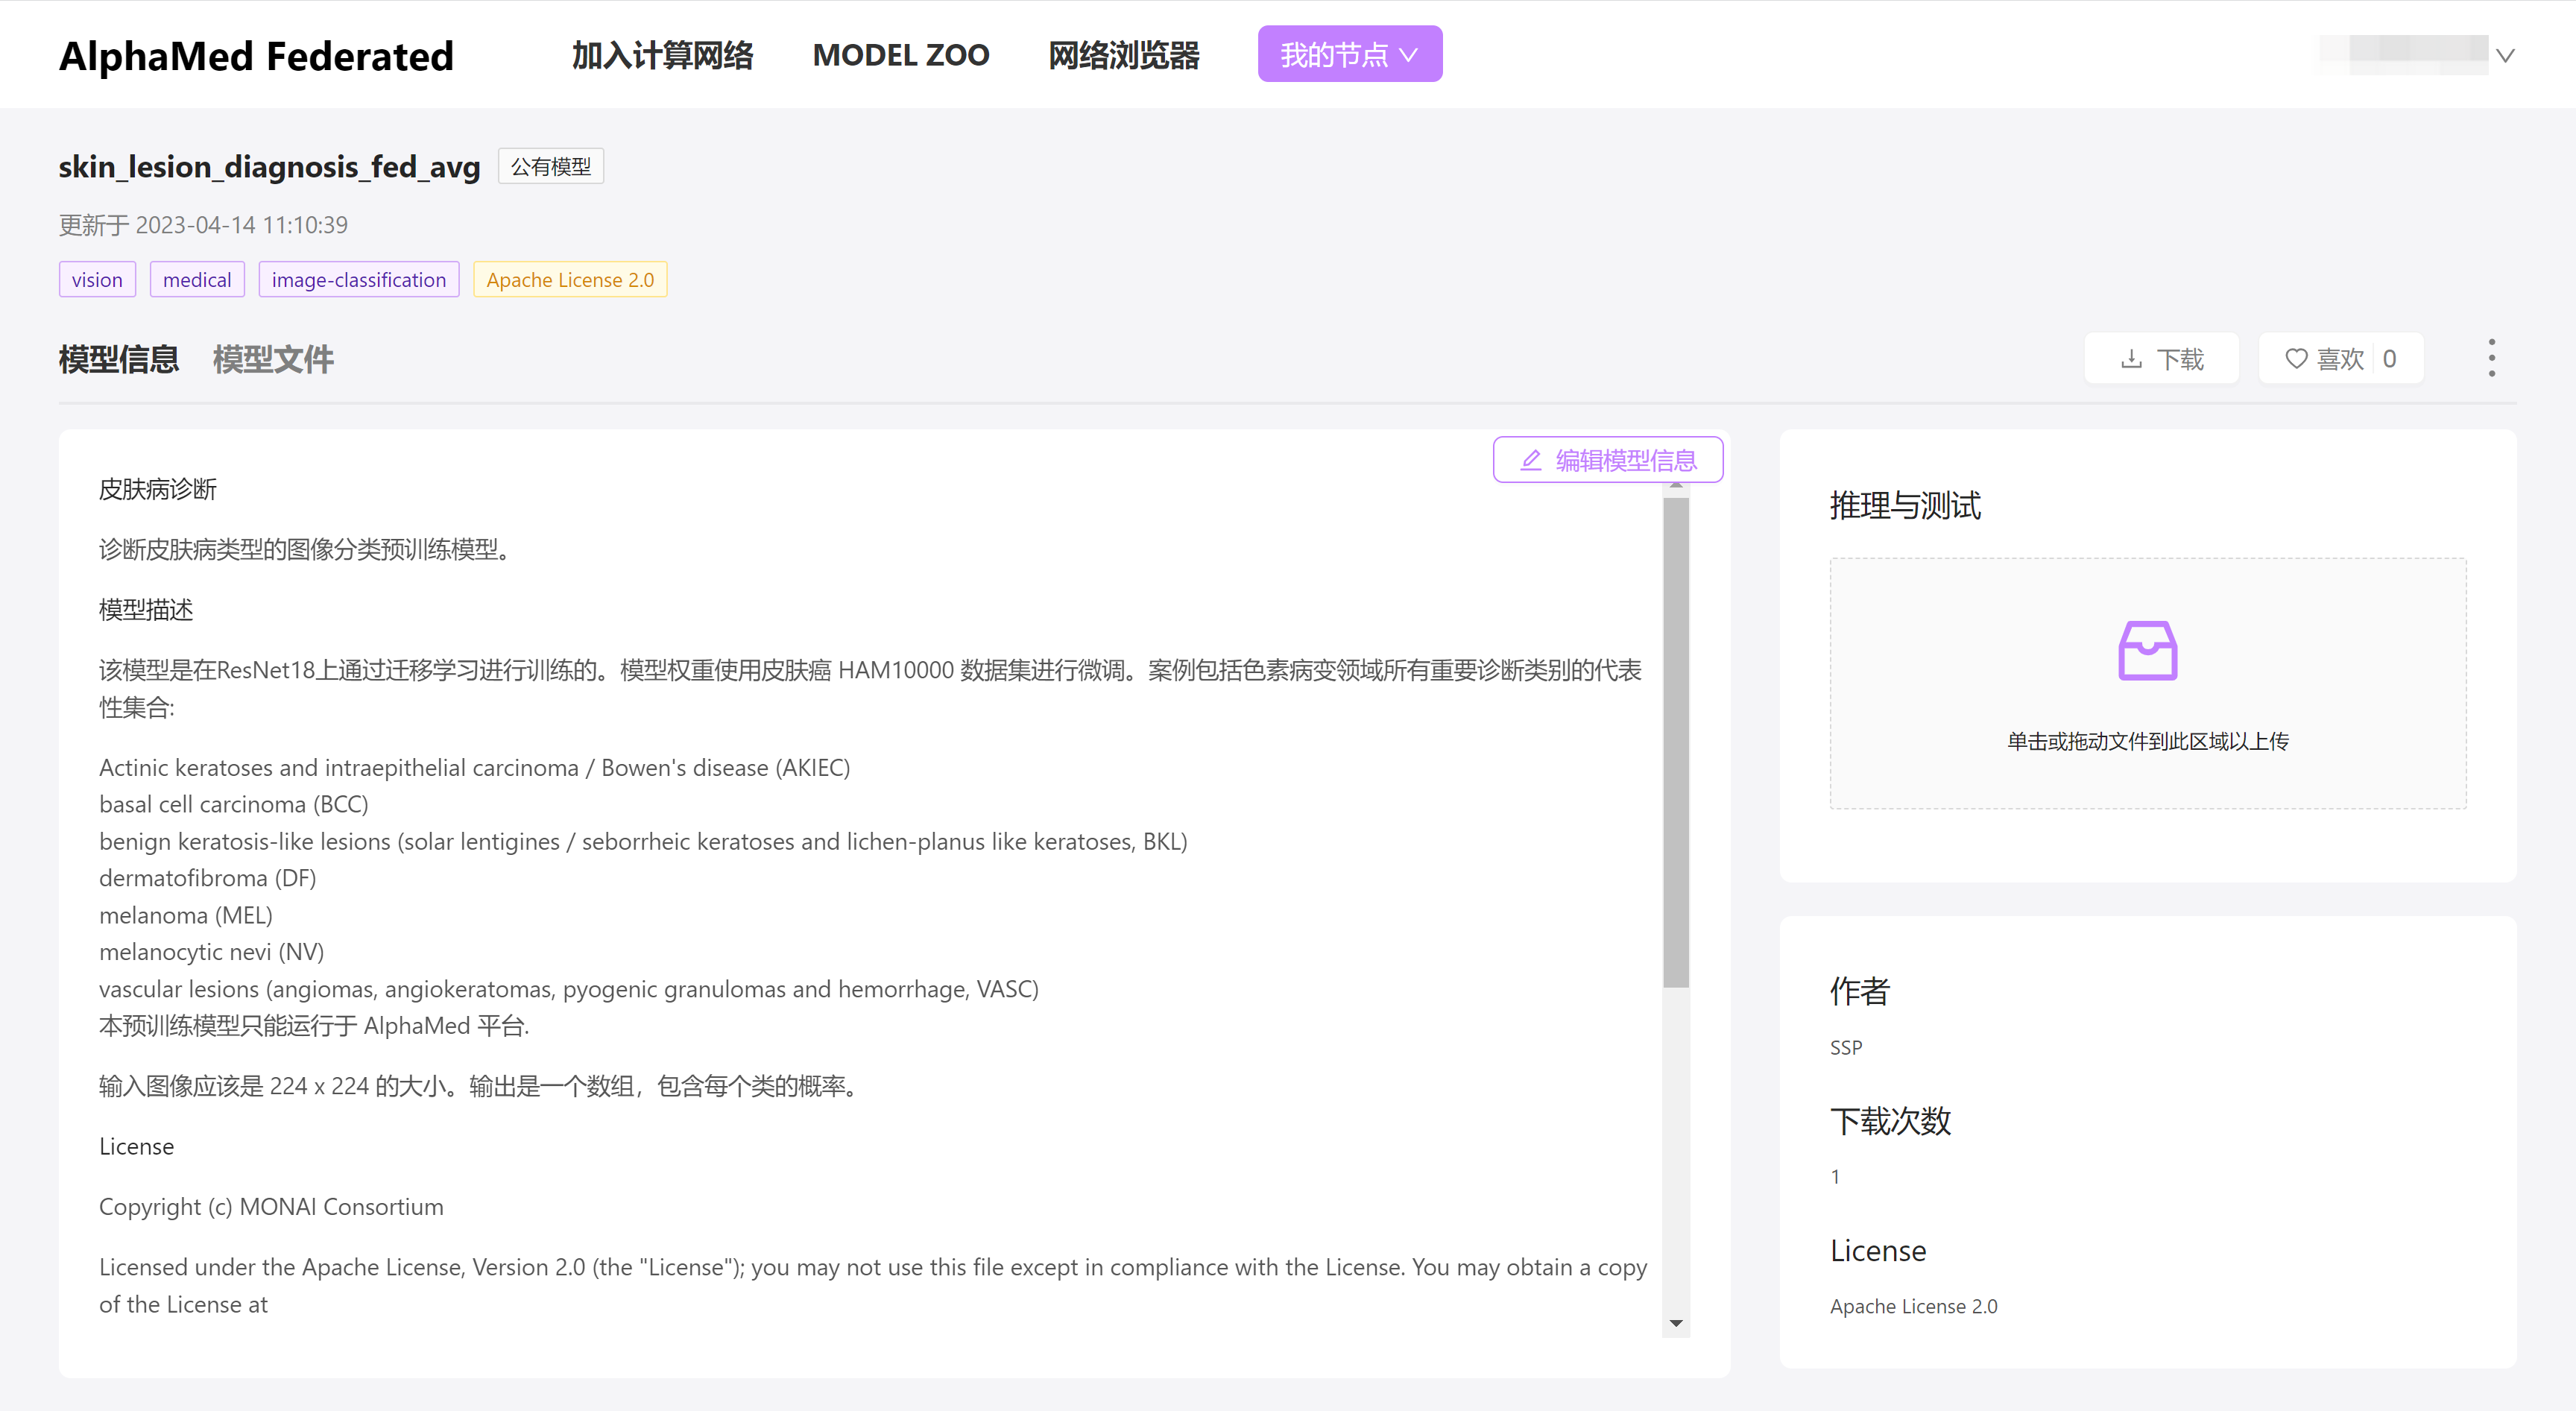 AlphaMed Federated 加入计算网络 MODEL ZOO 网络浏览器 我的节点
skin_lesion_diagnosis_fed_avg 公有模型
更新于 2023-04-14 11:10:39
vision medical image-classification Apache License 2.0
模型信息 模型文件 下载 喜欢 0
编辑模型信息
皮肤病诊断
诊断皮肤病类型的图像分类预训练模型。
模型描述
该模型是在ResNet18上通过迁移学习进行训练的。模型权重使用皮肤癌 HAM10000 数据集进行微调。案例包括色素病变领域所有重要诊断类别的代表
性集合:
Actinic keratoses and intraepithelial carcinoma / Bowen's disease (AKIEC)
basal cell carcinoma (BCC)
benign keratosis-like lesions (solar lentigines / seborrheic keratoses and lichen-planus like keratoses, BKL)
dermatofibroma (DF)
melanoma (MEL)
melanocytic nevi (NV)
vascular lesions (angiomas, angiokeratomas, pyogenic granulomas and hemorrhage, VASC)
本预训练模型只能运行于 AlphaMed 平台.
输入图像应该是 224 x 224 的大小。输出是一个数组，包含每个类的概率。
License
Copyright (c) MONAI Consortium
Licensed under the Apache License, Version 2.0 (the "License"); you may not use this file except in compliance with the License. You may obtain a copy
of the License at
推理与测试
单击或拖动文件到此区域以上传
作者
SSP
下载次数
1
License
Apache License 2.0